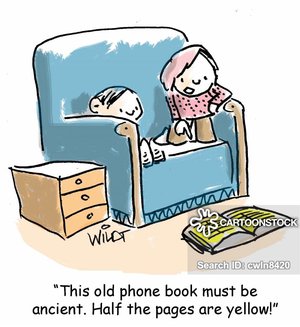 WILDT
CARTOONSTOCK
Search ID: cwln8420
“This old phone book must be
ancient. Half the pages are yellow!”